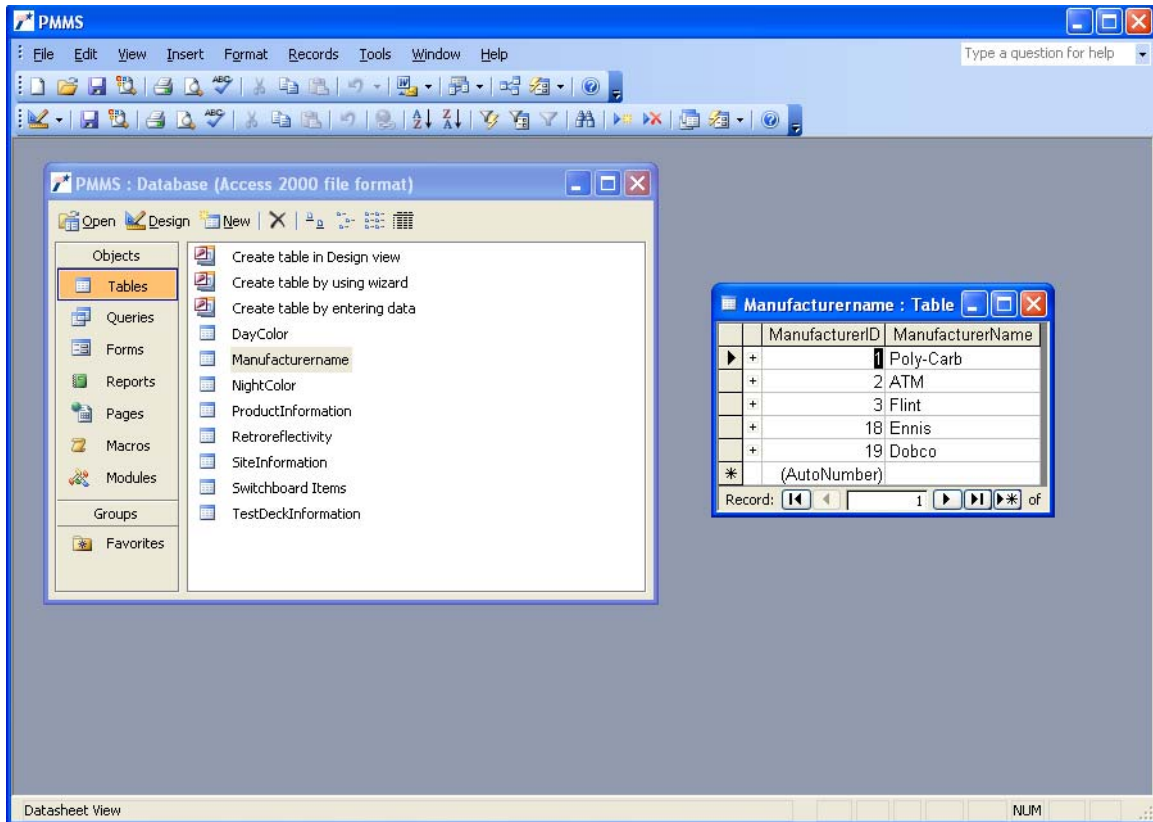 PMMS
File Edit View Insert Format Records Tools Window Help
Type a question for help
PMMS : Database (Access 2000 file format)
Open Design New
Objects
Tables
Queries
Forms
Reports
Pages
Macros
Modules
Groups
Favorites
Create table in Design view
Create table by using wizard
Create table by entering data
DayColor
Manufacturername
NightColor
ProductInformation
Retroreflectivity
SiteInformation
Switchboard Items
TestDeckInformation
Manufacturername : Table
ManufacturerID ManufacturerName
1 Poly-Carb
2 ATM
3 Flint
18 Ennis
19 Dobco
(AutoNumber)
Record: 1 of
Datasheet View
NUM